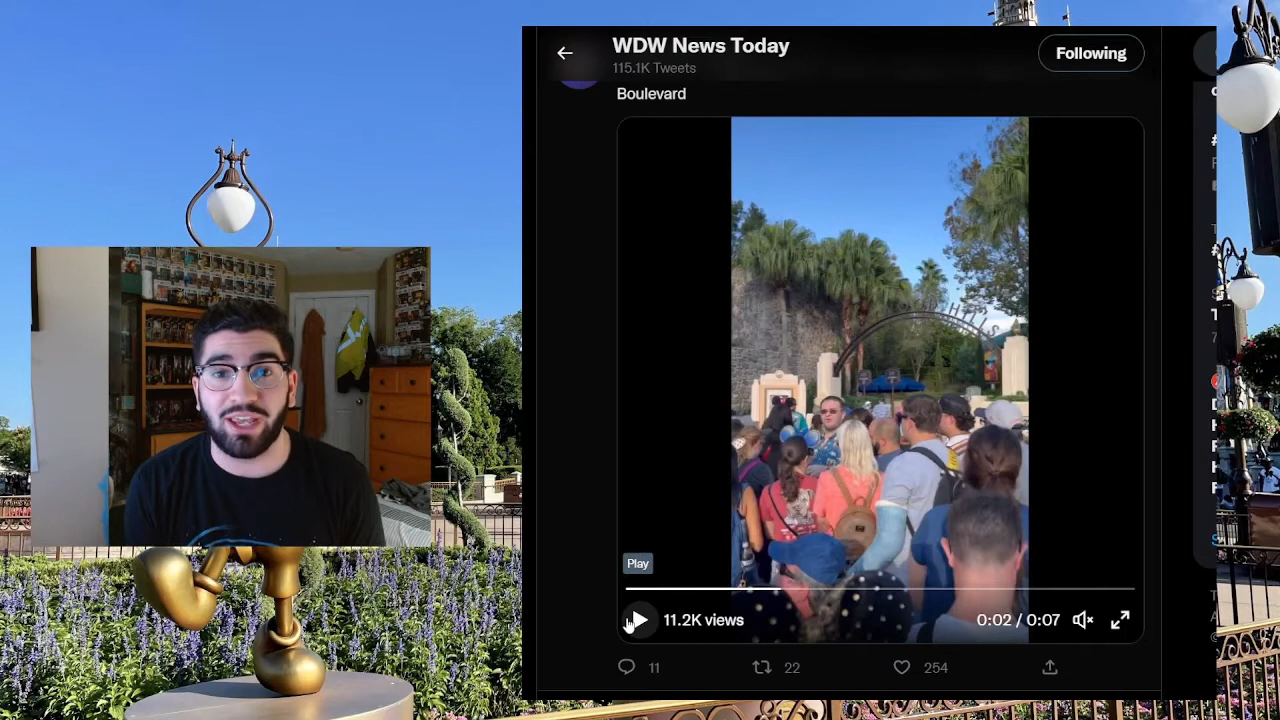 WDW News Today
115.1K Tweets
Following
Boulevard
Play
11.2K views
0:02 / 0:07
11
22
254